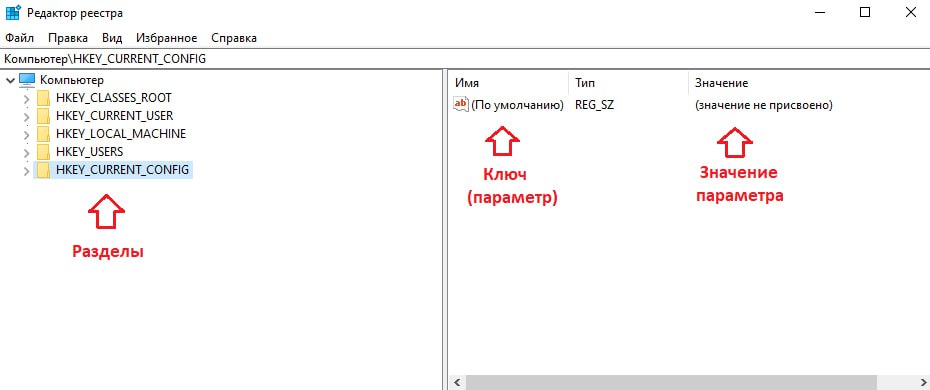 Редактор реестра
Файл Правка Вид Избранное Справка
Компьютер\HKEY_CURRENT_CONFIG
Компьютер
HKEY_CLASSES_ROOT
HKEY_CURRENT_USER
HKEY_LOCAL_MACHINE
HKEY_USERS
HKEY_CURRENT_CONFIG
Разделы
Имя Тип Значение
ab (По умолчанию) REG_SZ (значение не присвоено)
Ключ
(параметр)
Значение
параметра